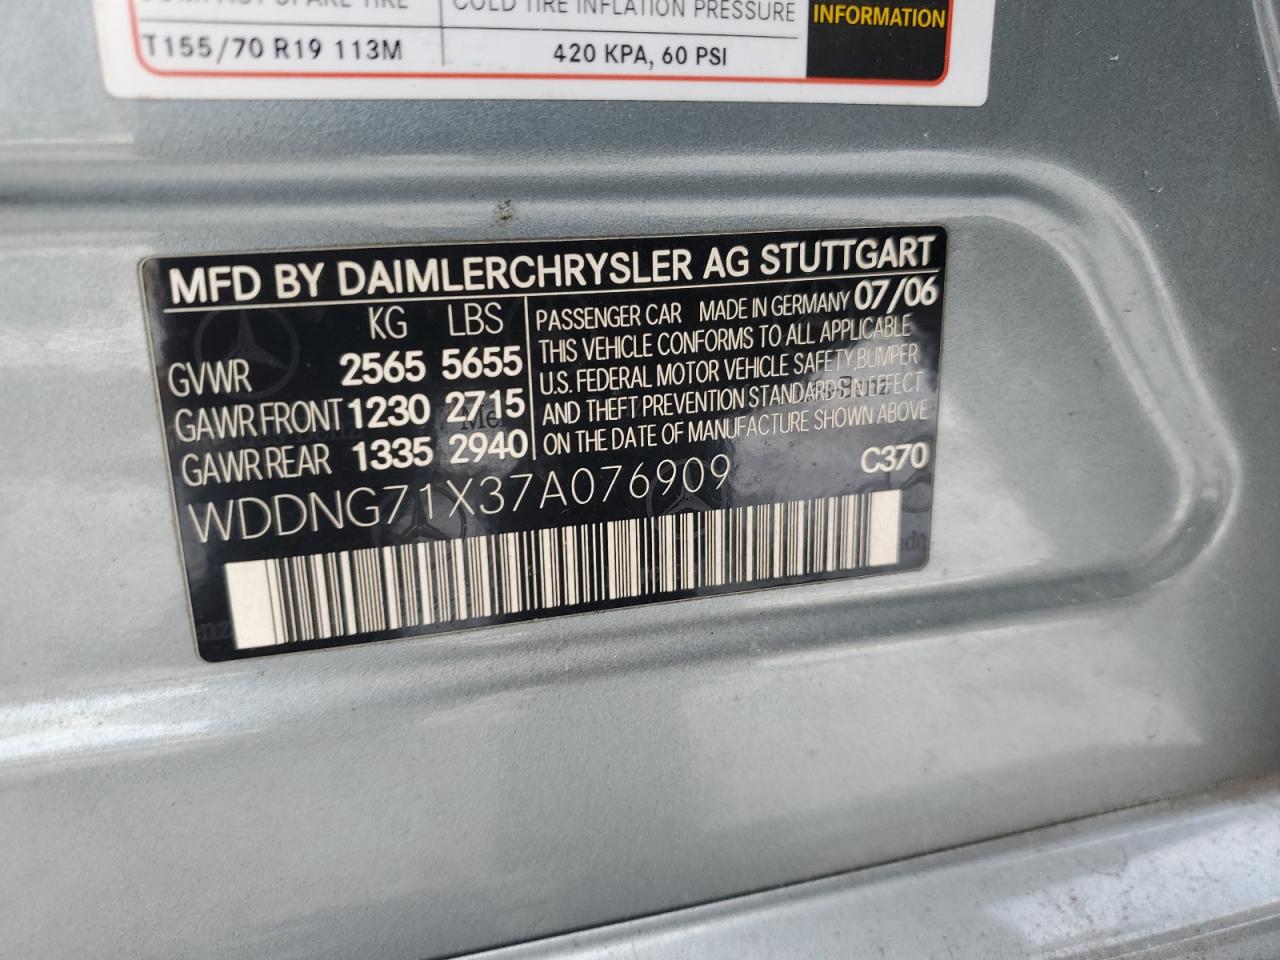 COMPACT SPARE TIRE COLD TIRE INFLATION PRESSURE
T155/70 R19 113M 420 KPA, 60 PSI
INFORMATION
MFD BY DAIMLERCHRYSLER AG STUTTGART
KG LBS
GVWR 2565 5655
GAWR FRONT 1230 2715
GAWR REAR 1335 2940
PASSENGER CAR MADE IN GERMANY 07/06
THIS VEHICLE CONFORMS TO ALL APPLICABLE
U.S. FEDERAL MOTOR VEHICLE SAFETY,BUMPER
AND THEFT PREVENTION STANDARDS IN EFFECT
ON THE DATE OF MANUFACTURE SHOWN ABOVE
C370
WDDNG71X37A076909